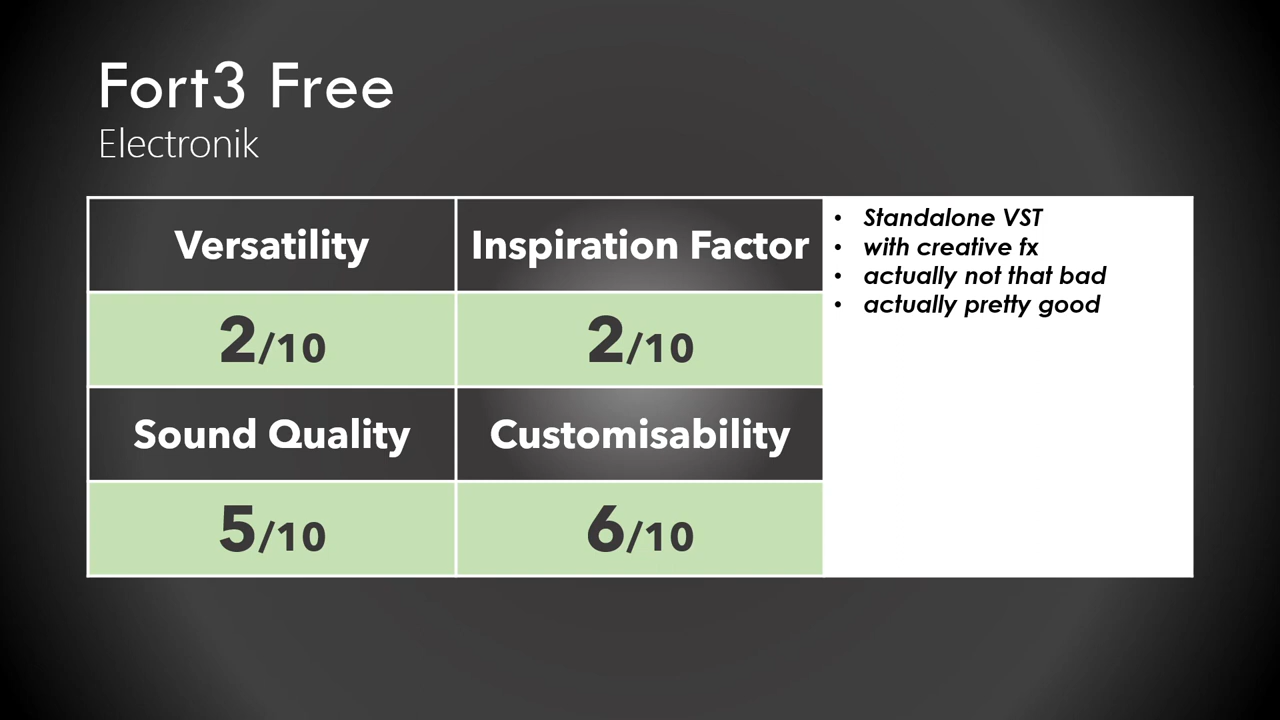 Fort3 Free
Electronik
Versatility
Inspiration Factor
2/10
2/10
Sound Quality
Customisability
5/10
6/10
• Standalone VST
• with creative fx
• actually not that bad
• actually pretty good